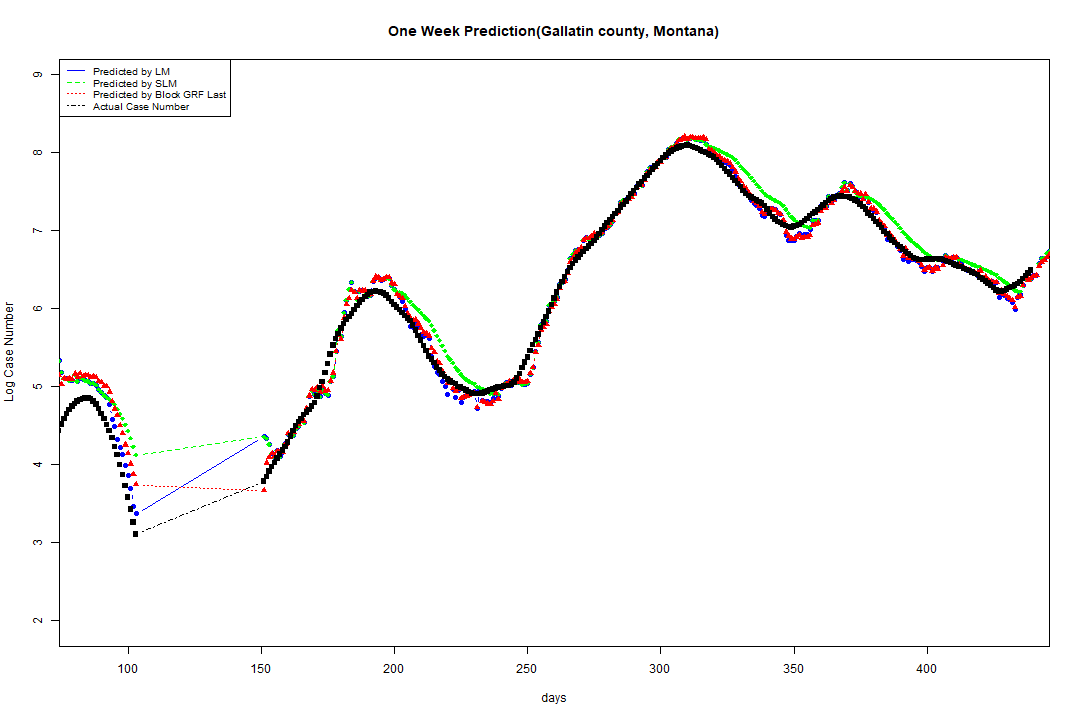 One Week Prediction(Gallatin county, Montana)
Predicted by LM
Predicted by SLM
Predicted by Block GRF Last
Actual Case Number
9
8
7
6
5
4
3
2
Log Case Number
100 150 200 250 300 350 400
days